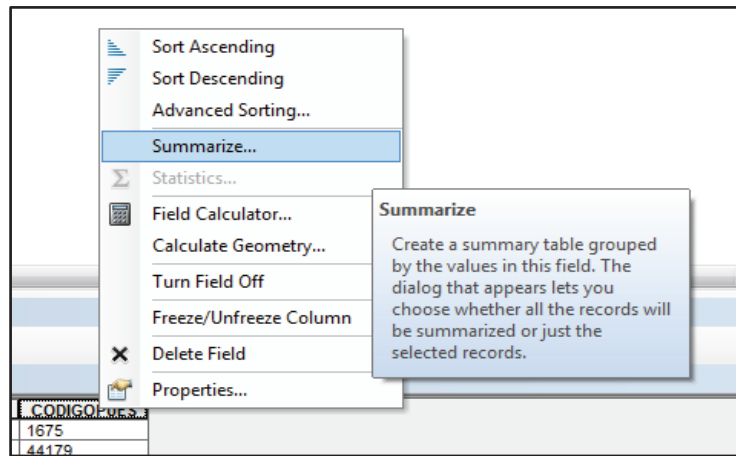 Sort Ascending
Sort Descending
Advanced Sorting...
Summarize...
Statistics...
Field Calculator...
Calculate Geometry...
Turn Field Off
Freeze/Unfreeze Column
Delete Field
Properties...
Summarize
Create a summary table grouped
by the values in this field. The
dialog that appears lets you
choose whether all the records will
be summarized or just the
selected records.
CODIGOPUES
1675
44179